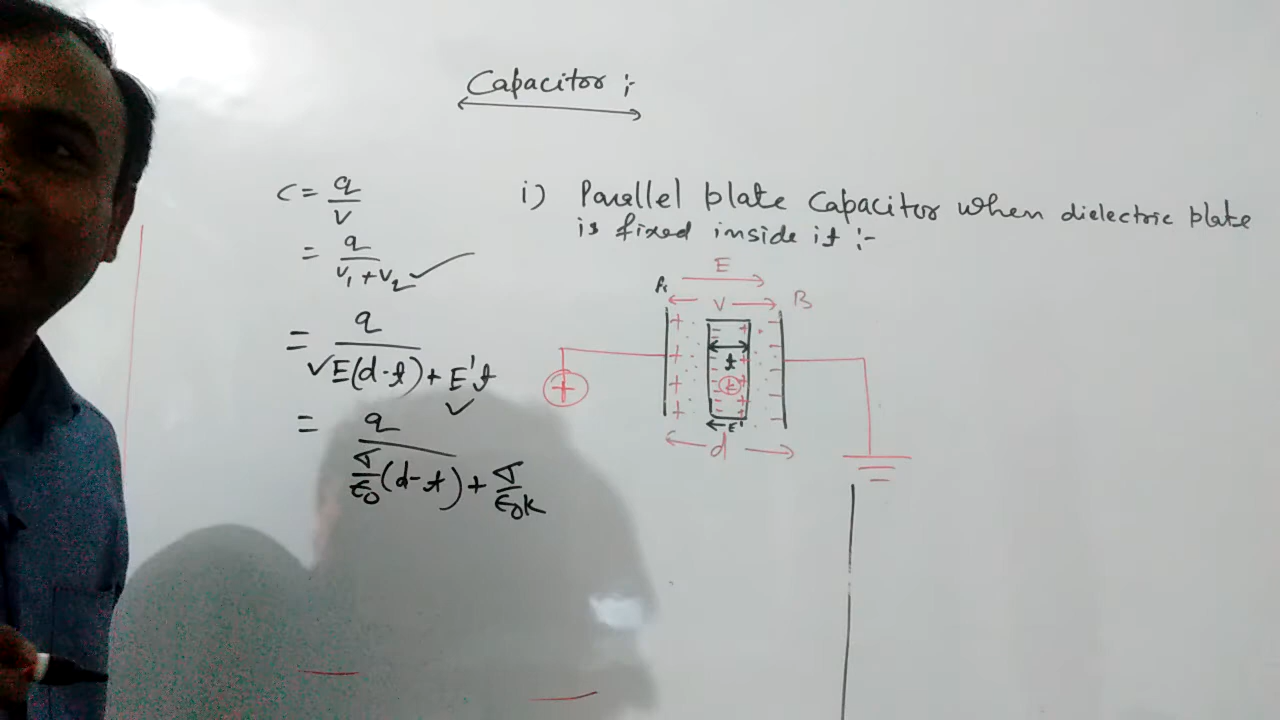 Capacitor :-
C = q/V
= q/(V₁ + V₂) ✓
= q/(√E(d-t) + E't)
✓
= q/(σ/ε₀ (d-t) + σ/ε₀k)
i) Parallel plate Capacitor when dielectric plate
is fixed inside it :-
E
A V B
+ + + +
- - - -
t
k
E'
d
+